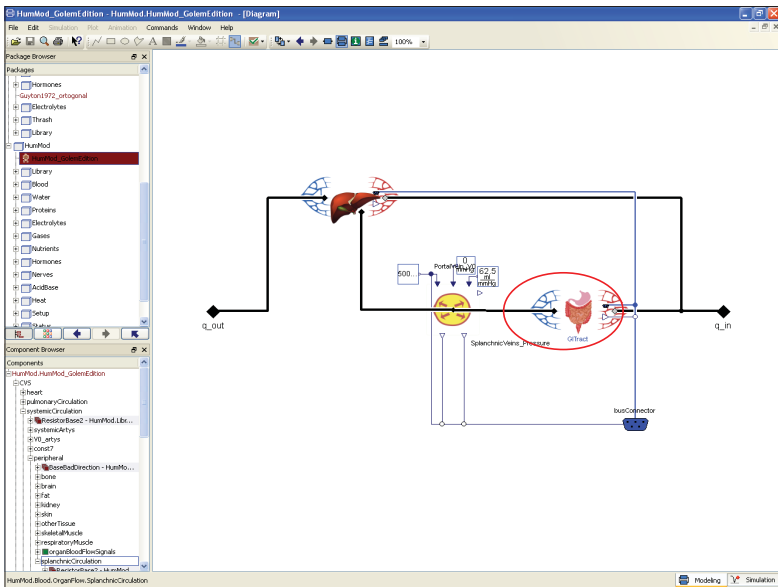 HumMod_GolemEdition - HumMod.HumMod_GolemEdition - [Diagram]
File Edit Simulation Plot Animation Commands Window Help
100%
Package Browser
Packages
Hormones
Guyton1972_ortogonal
Electrolytes
Thrash
Library
HumMod
HumMod_GolemEdition
Library
Blood
Water
Proteins
Electrolytes
Gases
Nutrients
Hormones
Nerves
AcidBase
Heat
Setup
Status
Component Browser
Components
HumMod.HumMod_GolemEdition
CVS
heart
pulmonaryCirculation
systemicCirculation
ResistorBase2 - HumMod.Libr...
systemicArtys
V0_artys
const7
peripheral
BaseBadDirection - HumMo...
bone
brain
fat
kidney
skin
otherTissue
skeletalMuscle
respiratoryMuscle
organBloodFlowSignals
splanchnicCirculation
ResistorBase2 - HumMod
q_out
500...
PortalVein_V0
0
mmHg
62,5
ml
mmHg
SplanchnicVeins_Pressure
GITract
q_in
busConnector
HumMod.Blood.OrganFlow.SplanchnicCirculation
Modeling Simulation